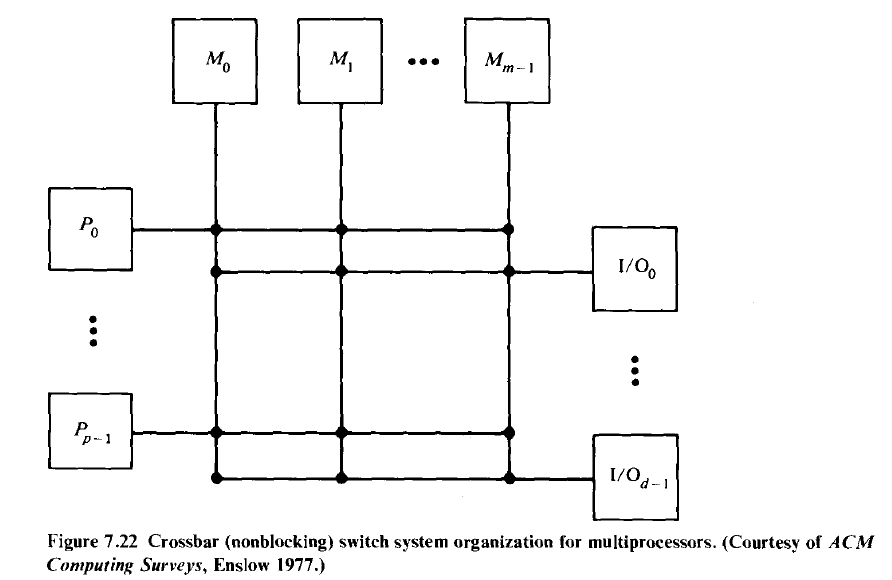 M0 M1 ••• Mm−1
P0
I/O0
Pp−1
I/Od−1
Figure 7.22 Crossbar (nonblocking) switch system organization for multiprocessors. (Courtesy of ACM
Computing Surveys, Enslow 1977.)